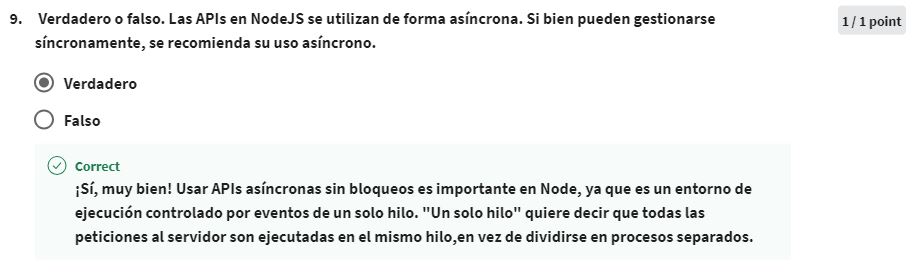 9. Verdadero o falso. Las APIs en NodeJS se utilizan de forma asíncrona. Si bien pueden gestionarse
síncronamente, se recomienda su uso asíncrono.
1 / 1 point
Verdadero
Falso
Correct
¡Sí, muy bien! Usar APIs asíncronas sin bloqueos es importante en Node, ya que es un entorno de
ejecución controlado por eventos de un solo hilo. "Un solo hilo" quiere decir que todas las
peticiones al servidor son ejecutadas en el mismo hilo,en vez de dividirse en procesos separados.